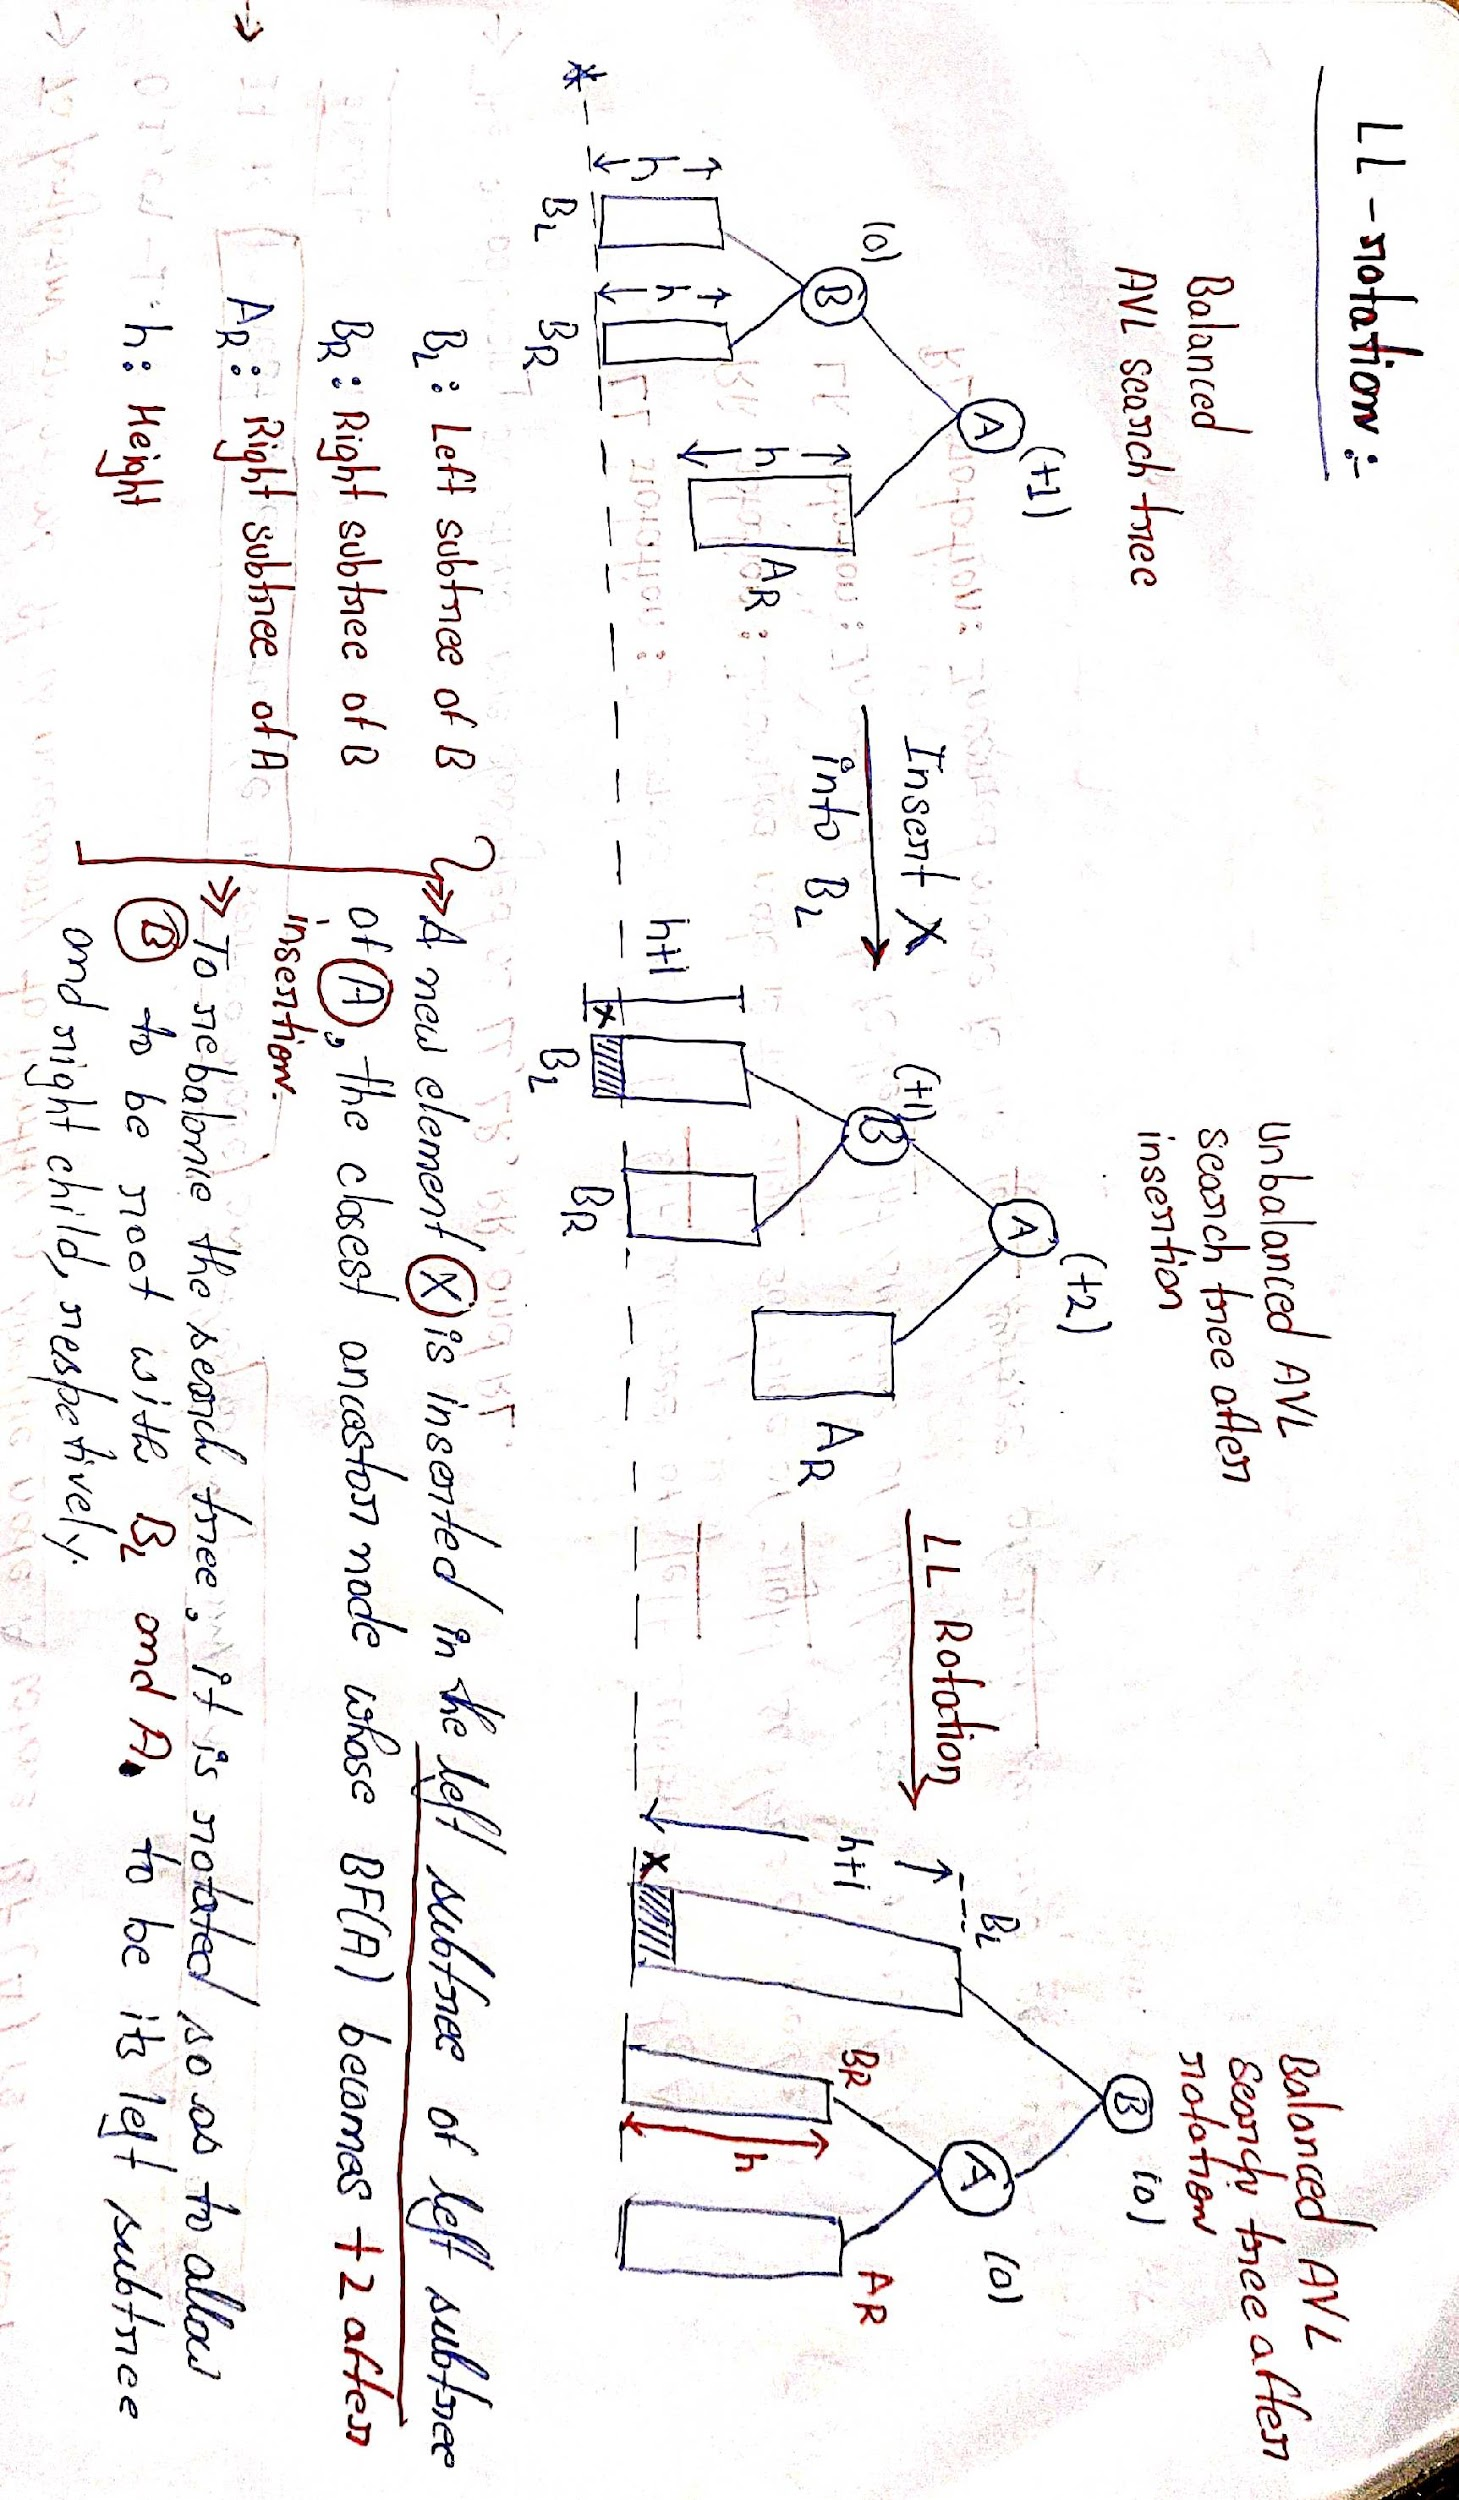 LL-rotation:-
Balanced
AVL search tree
(+1)
A
(0)
B
h
h
h
BL
BR
AR
Insert X
into BL
Unbalanced AVL
search tree after
insertion
(+2)
A
(+1)
B
h+1
X
BL
BR
AR
LL Rotation
Balanced AVL
search tree after
rotation
B (0)
A (0)
BL
h+1
X
BR
h
AR
BL: Left subtree of B
BR: Right subtree of B
AR: Right subtree of A
h: Height
A new element X is inserted in the left subtree of left subtree
of A, the closest ancestor node whose BF(A) becomes +2 after
insertion.
To rebalance the search tree, it is rotated so as to allow
B to be root with BL and A. to be its left subtree
and right child, respectively.